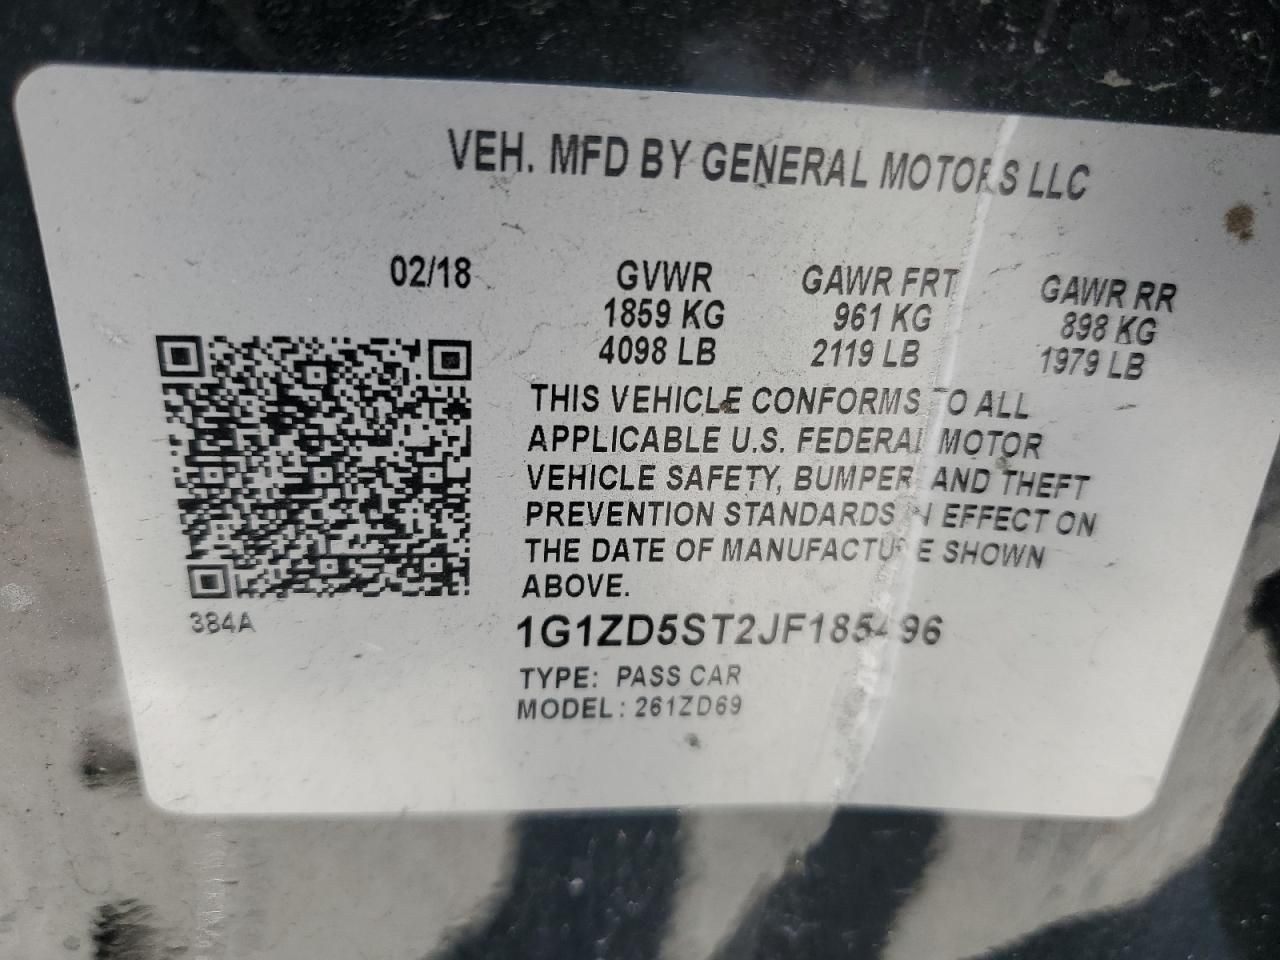 VEH. MFD BY GENERAL MOTORS LLC
02/18
GVWR GAWR FRT GAWR RR
1859 KG 961 KG 898 KG
4098 LB 2119 LB 1979 LB
THIS VEHICLE CONFORMS TO ALL
APPLICABLE U.S. FEDERAL MOTOR
VEHICLE SAFETY, BUMPER AND THEFT
PREVENTION STANDARDS IN EFFECT ON
THE DATE OF MANUFACTURE SHOWN
ABOVE.
384A
1G1ZD5ST2JF185496
TYPE: PASS CAR
MODEL: 261ZD69